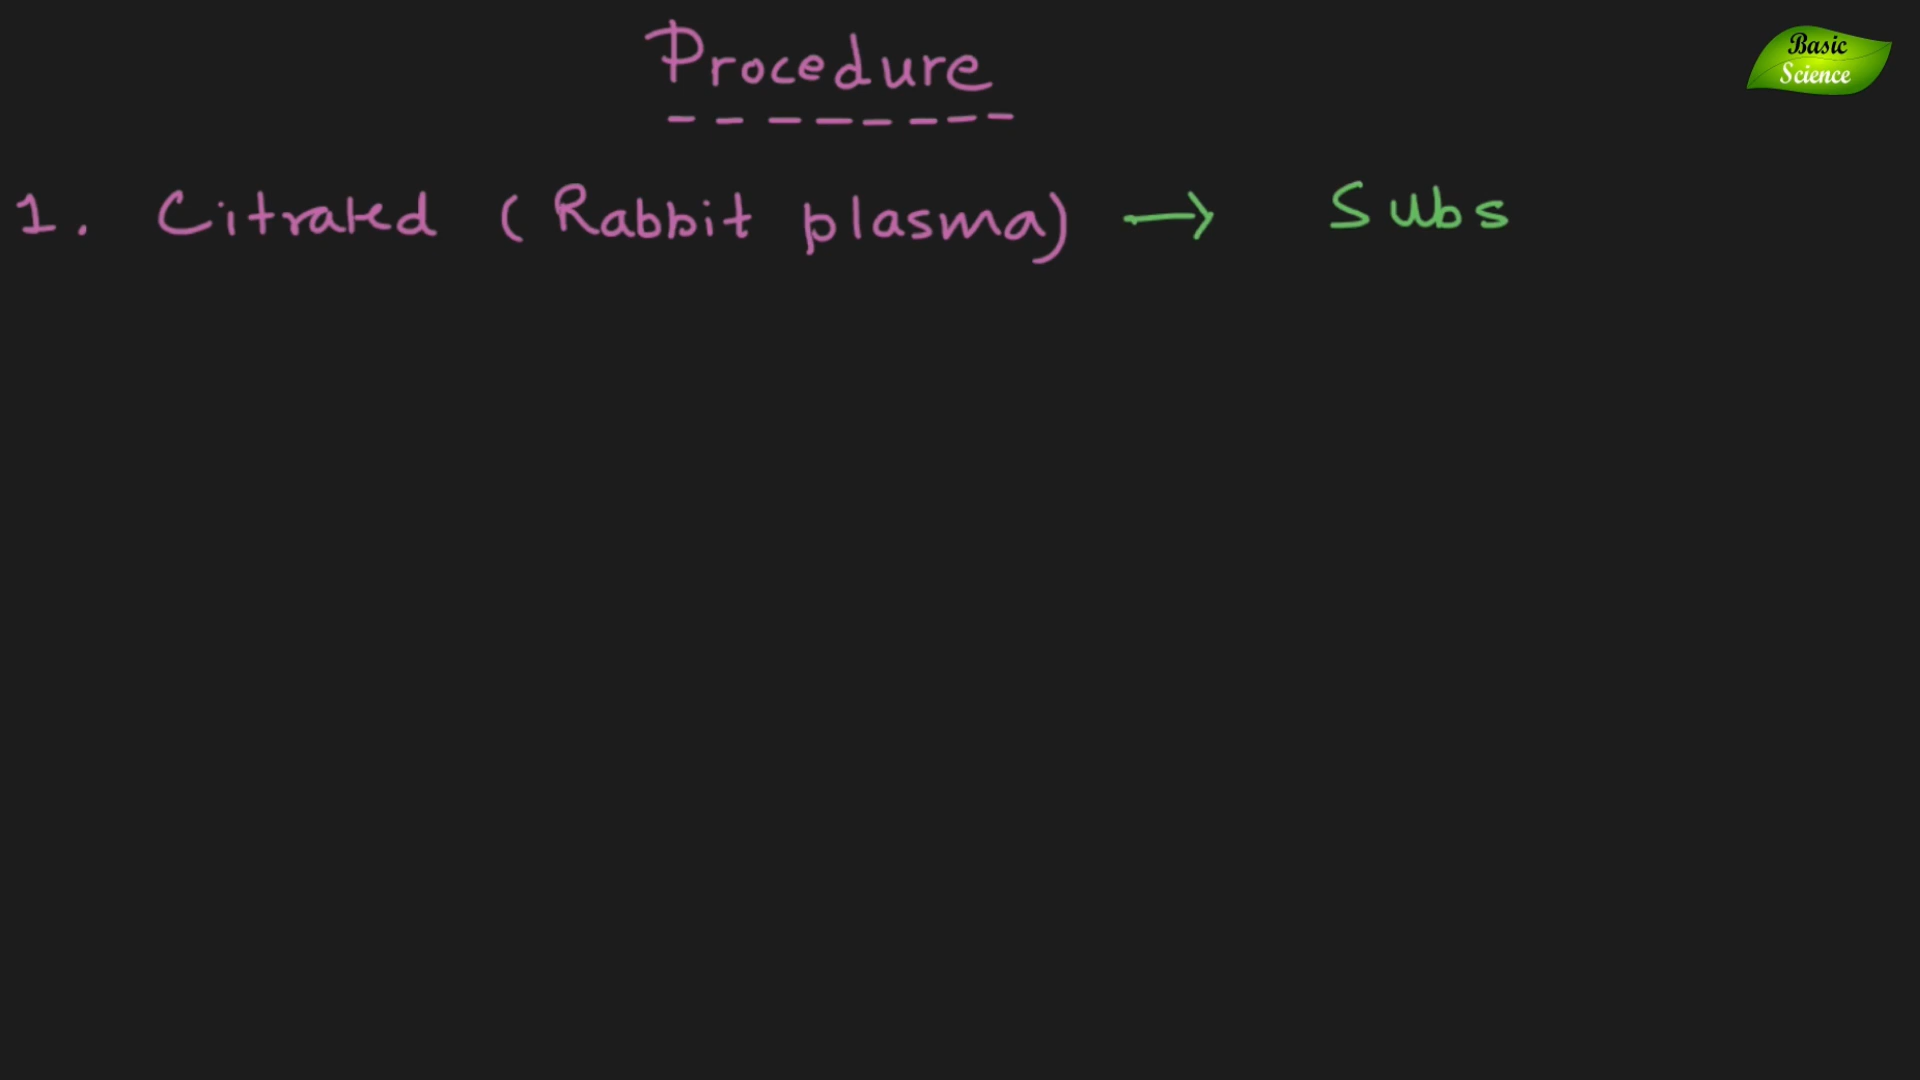 Procedure
Basic
Science
1. Citrated (Rabbit plasma) → Subs